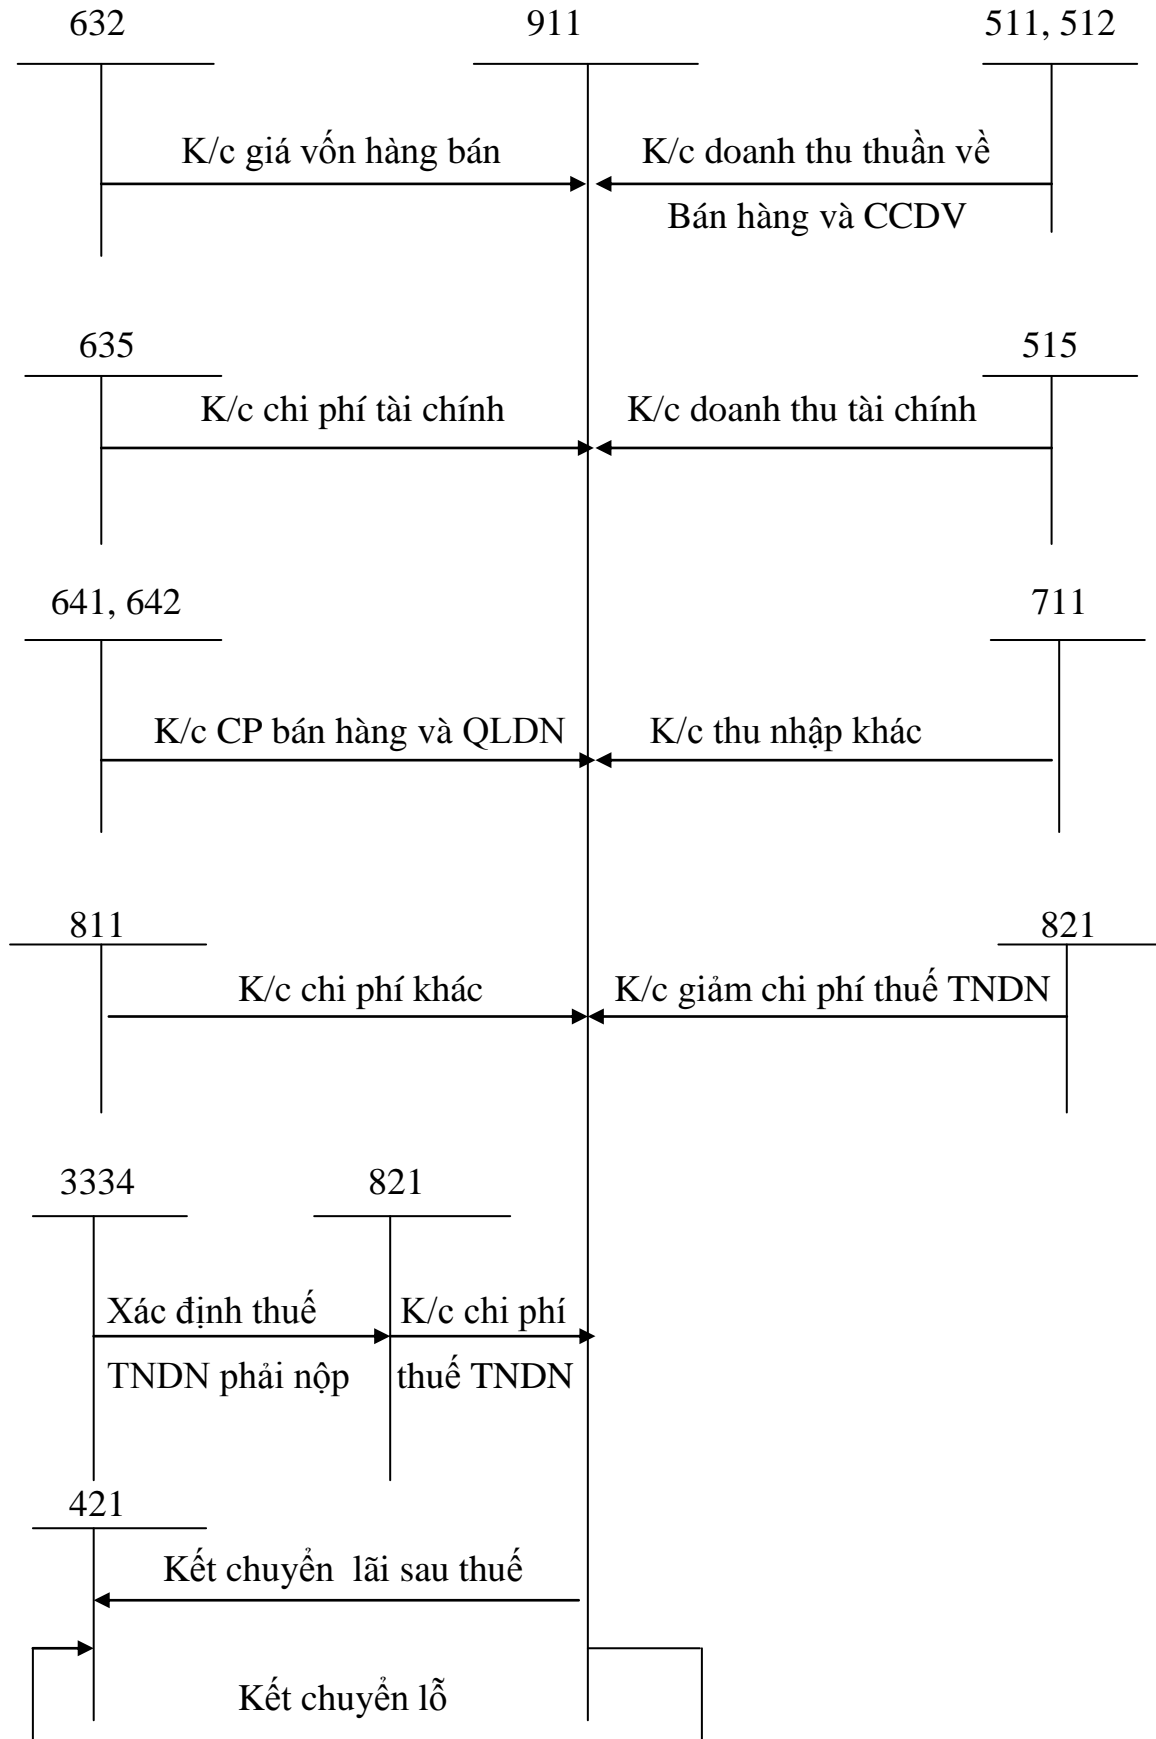 632
911
511, 512
K/c giá vốn hàng bán
K/c doanh thu thuần về
Bán hàng và CCDV
635
515
K/c chi phí tài chính
K/c doanh thu tài chính
641, 642
711
K/c CP bán hàng và QLDN
K/c thu nhập khác
811
821
K/c chi phí khác
K/c giảm chi phí thuế TNDN
3334
821
Xác định thuế
TNDN phải nộp
K/c chi phí
thuế TNDN
421
Kết chuyển lãi sau thuế
Kết chuyển lỗ